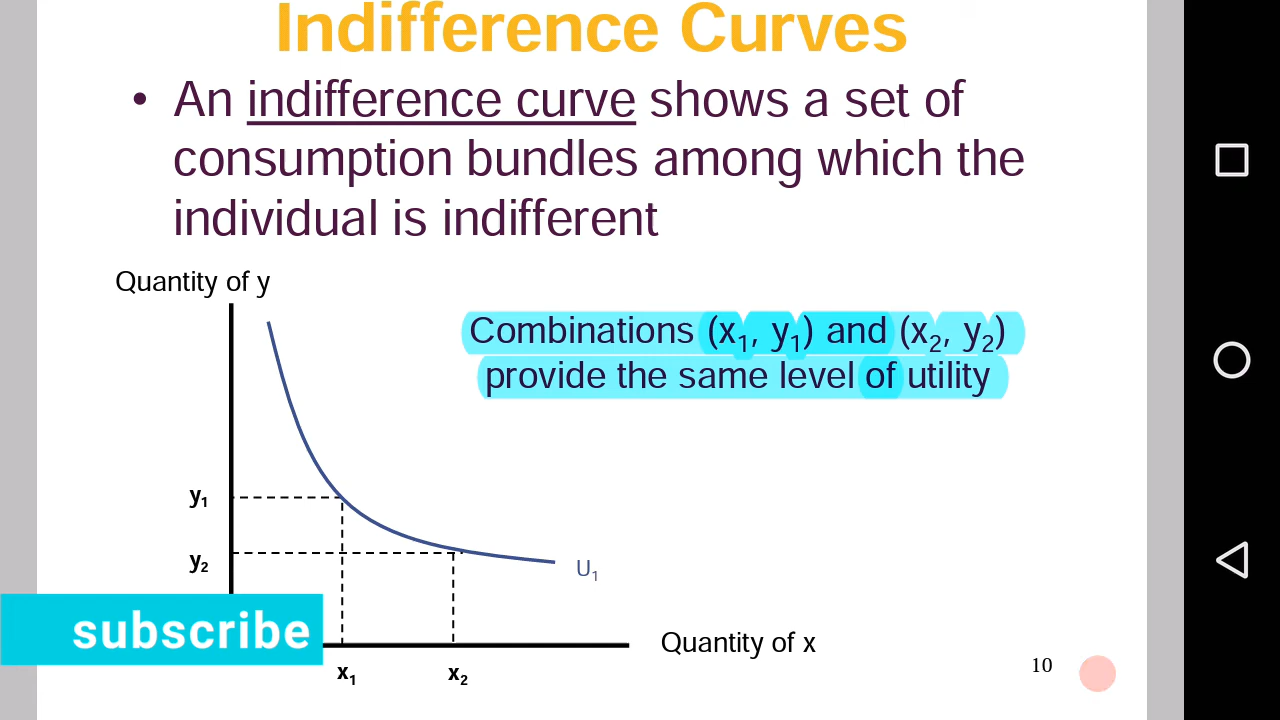 Indifference Curves
• An indifference curve shows a set of
consumption bundles among which the
individual is indifferent
Quantity of y
Combinations (x₁, y₁) and (x₂, y₂)
provide the same level of utility
y₁
y₂
U₁
subscribe
Quantity of x
x₁
x₂
10